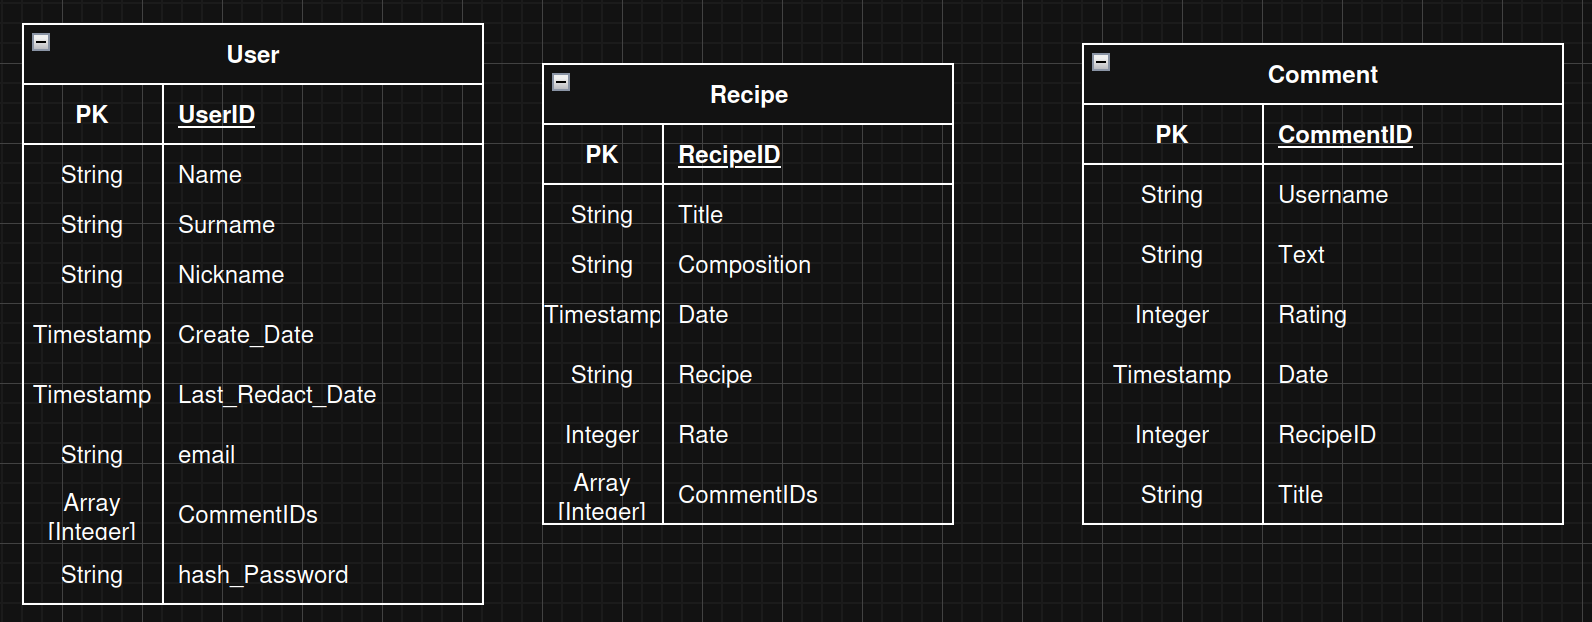 User
PK UserID
String Name
String Surname
String Nickname
Timestamp Create_Date
Timestamp Last_Redact_Date
String email
Array
[Integer] CommentIDs
String hash_Password
Recipe
PK RecipeID
String Title
String Composition
Timestamp Date
String Recipe
Integer Rate
Array
[Integer] CommentIDs
Comment
PK CommentID
String Username
String Text
Integer Rating
Timestamp Date
Integer RecipeID
String Title